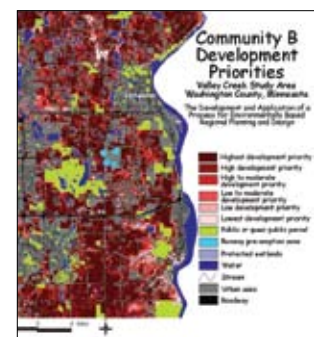 Community B
Development
Priorities
Valley Creek Study Area
Washington County, Minnesota
The Development and Application of a
Process for Environmentally Based
Regional Planning and Design
Highest development priority
High development priority
High to moderate
development priority
Low to moderate
development priority
Low development priority
Lowest development priority
Public or quasi-public parcel
Runway pre-emption zone
Protected wetlands
Water
Stream
Urban area
Roadway